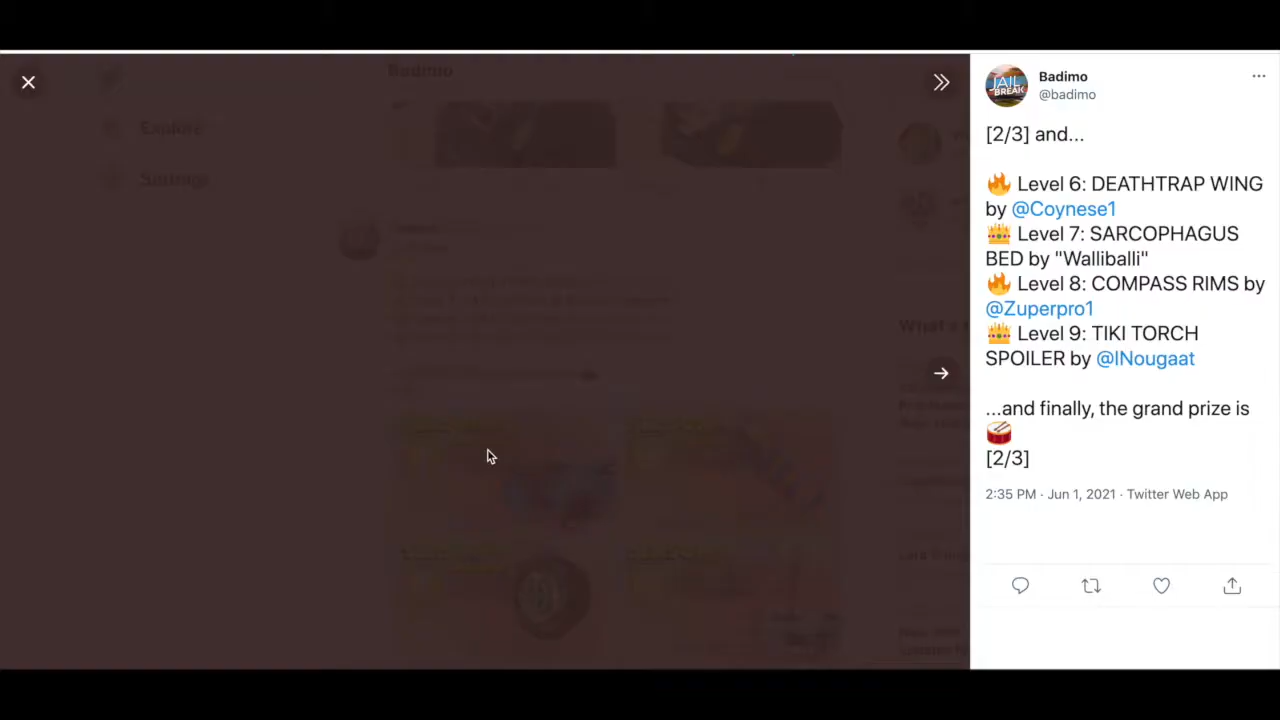 Badimo
Explore
Settings
JAIL
BREAK
Badimo
@badimo
[2/3] and...
🔥 Level 6: DEATHTRAP WING
by @Coynese1
👑 Level 7: SARCOPHAGUS
BED by "Walliballi"
🔥 Level 8: COMPASS RIMS by
@Zuperpro1
👑 Level 9: TIKI TORCH
SPOILER by @INougaat
...and finally, the grand prize is
🥁
[2/3]
2:35 PM · Jun 1, 2021 · Twitter Web App